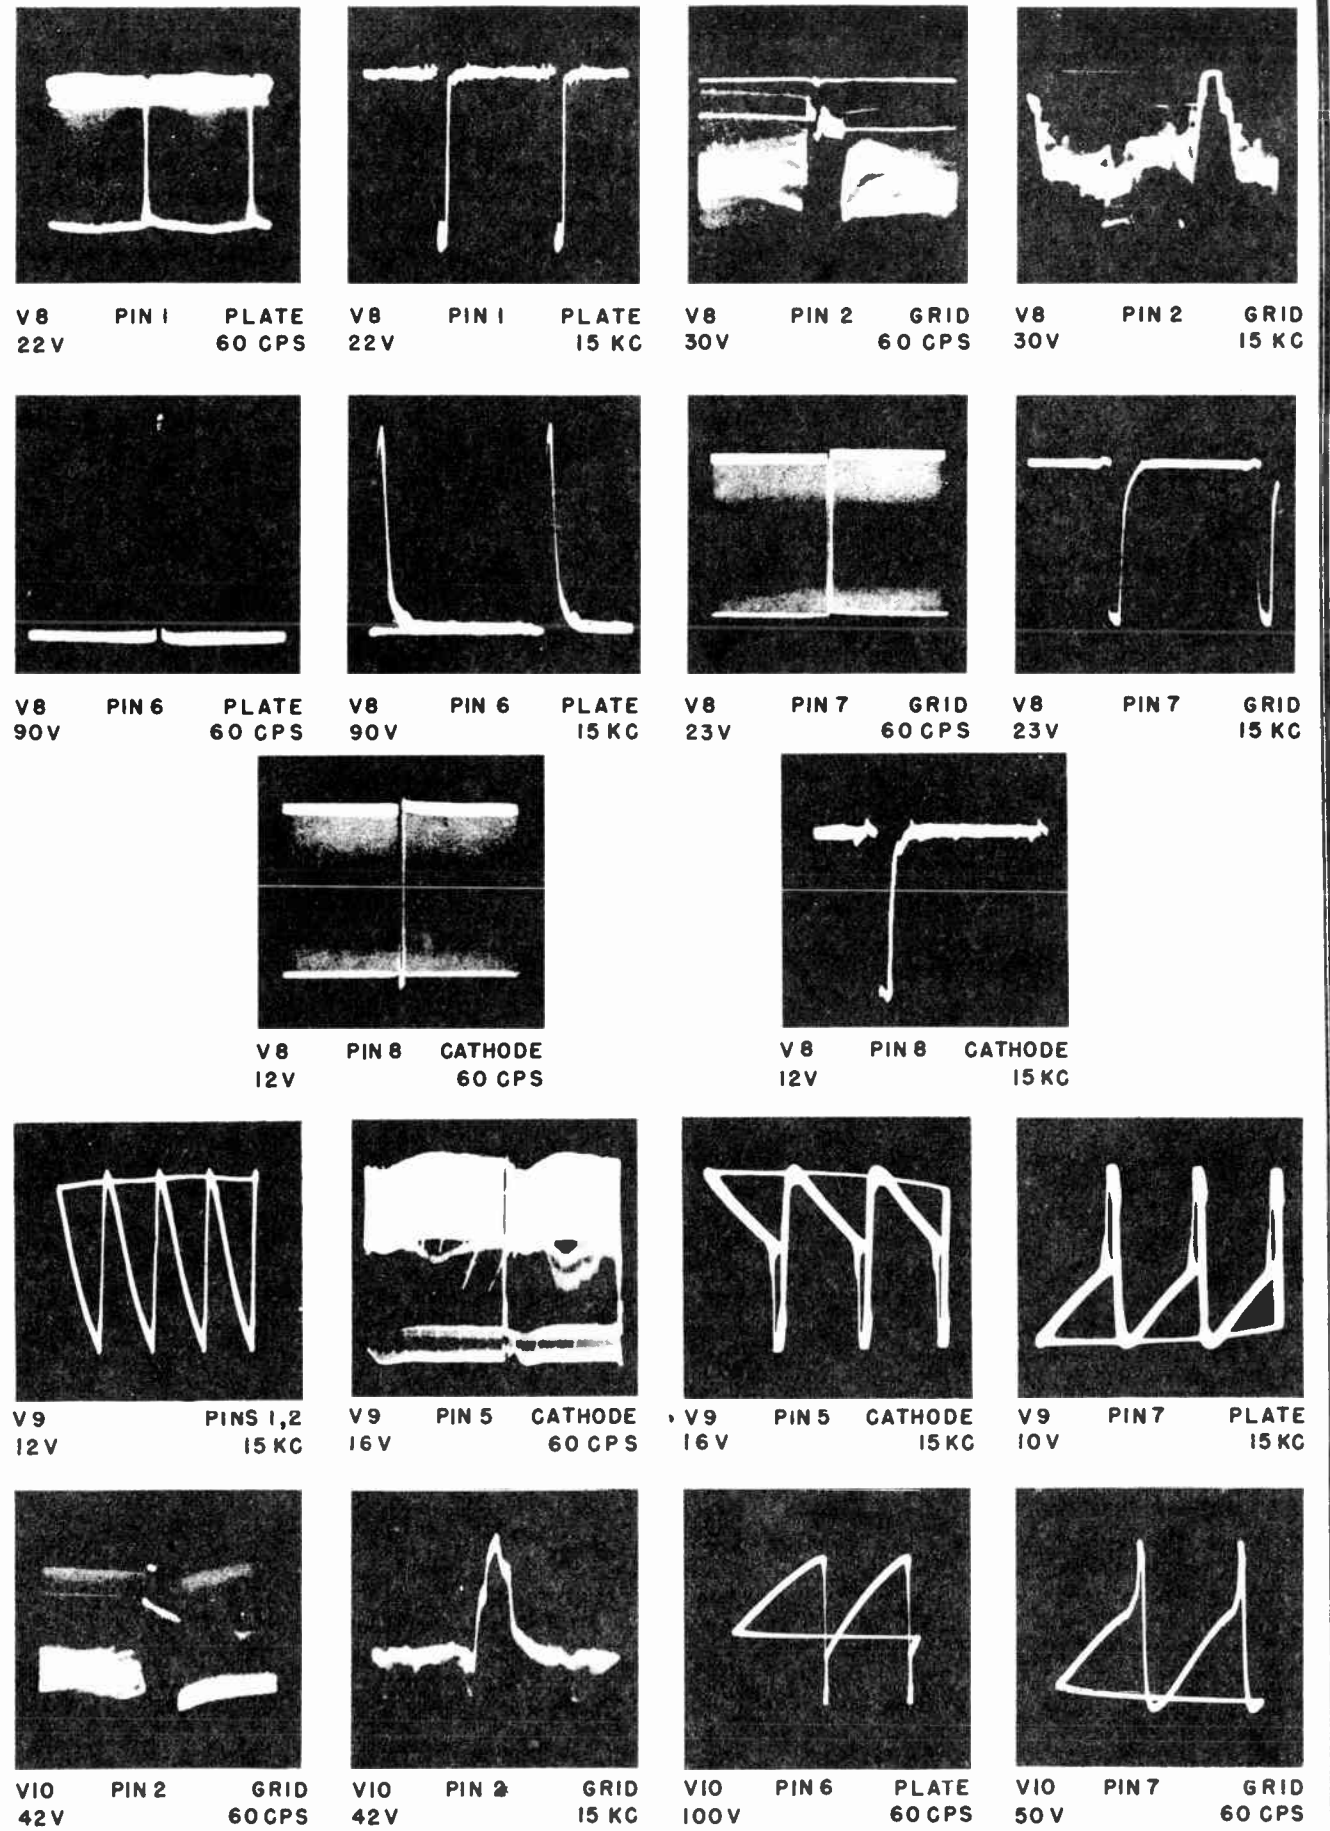 V8 PIN 1 PLATE
22V 60 CPS
V8 PIN 1 PLATE
22V 15 KC
V8 PIN 2 GRID
30V 60 CPS
V8 PIN 2 GRID
30V 15 KC
V8 PIN 6 PLATE
90V 60 CPS
V8 PIN 6 PLATE
90V 15 KC
V8 PIN 7 GRID
23V 60 CPS
V8 PIN 7 GRID
23V 15 KC
V8 PIN 8 CATHODE
12V 60 CPS
V8 PIN 8 CATHODE
12V 15 KC
V9 PINS 1,2
12V 15 KC
V9 PIN 5 CATHODE
16V 60 CPS
V9 PIN 5 CATHODE
16V 15 KC
V9 PIN 7 PLATE
10V 15 KC
V10 PIN 2 GRID
42V 60 CPS
V10 PIN 2 GRID
42V 15 KC
V10 PIN 6 PLATE
100V 60 CPS
V10 PIN 7 GRID
50V 60 CPS